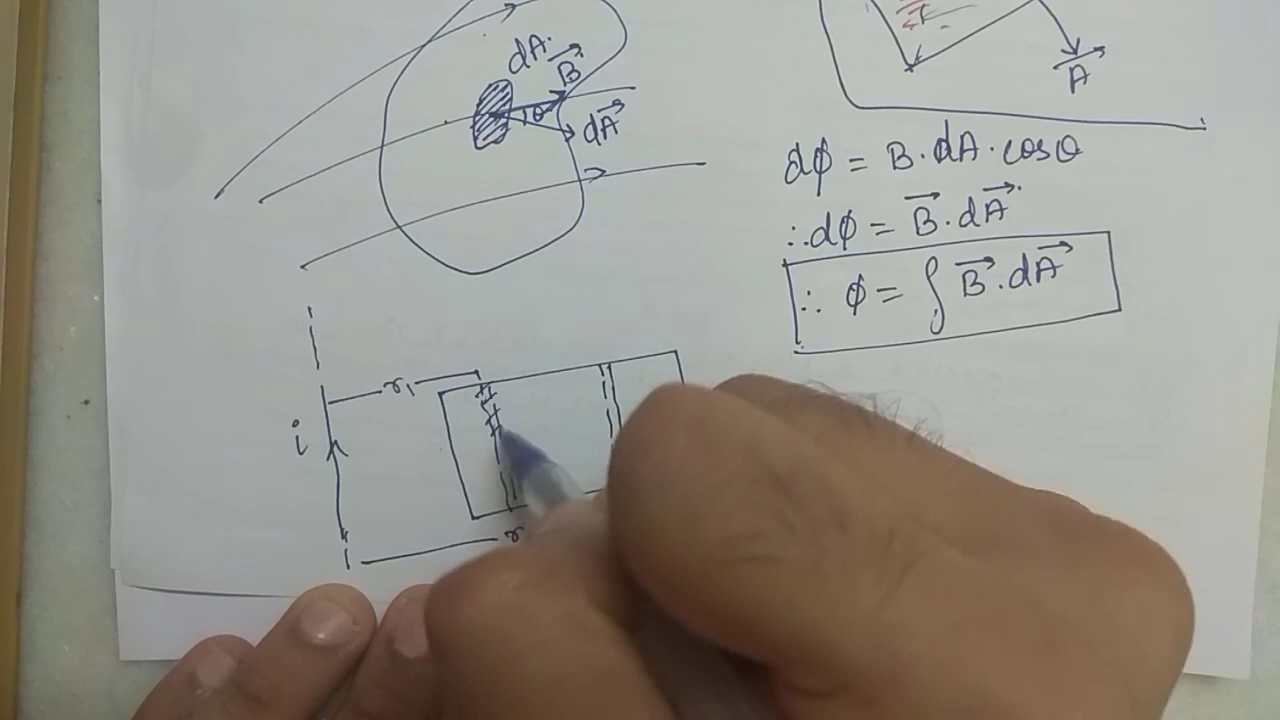 dA.
B⃗
θ
dA⃗
A⃗
dϕ = B·dA·cosθ
∴dϕ = B⃗·dA⃗
∴ ϕ = ∫ B⃗·dA⃗
r₁
i
r